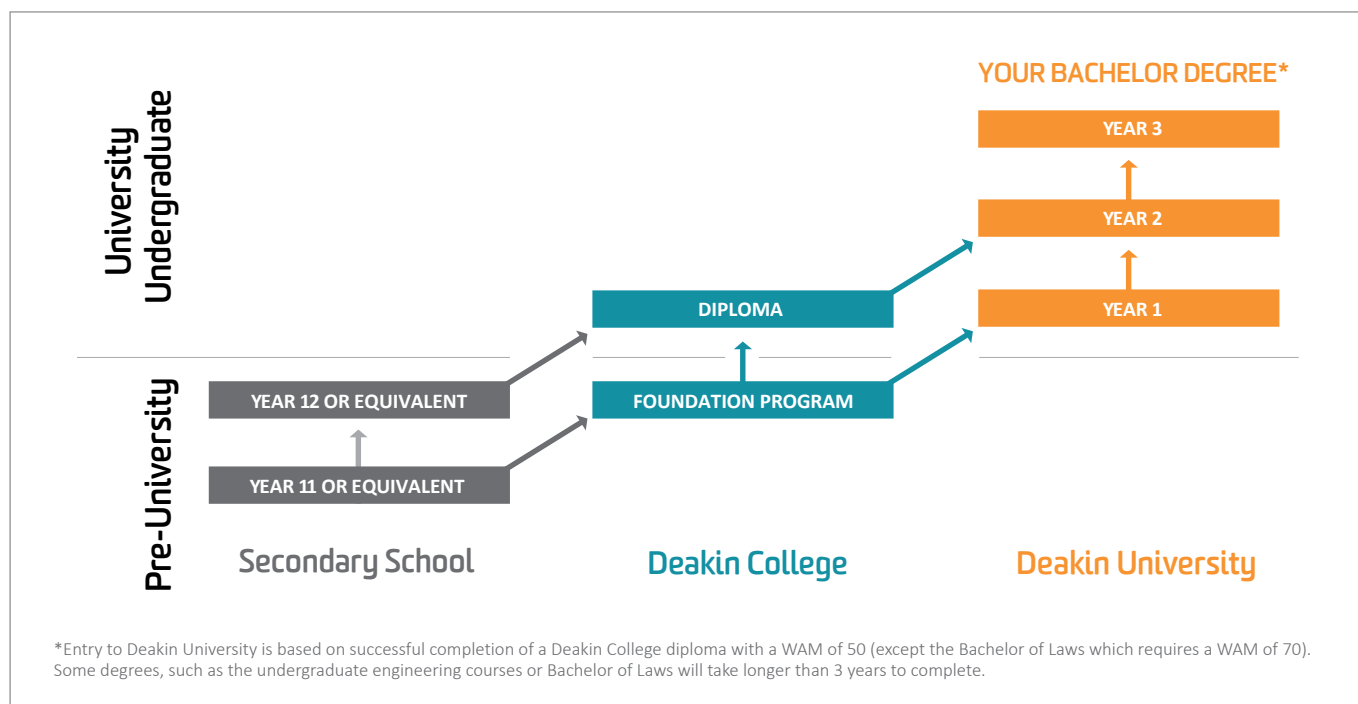 YOUR BACHELOR DEGREE*
University
Undergraduate
YEAR 3
YEAR 2
DIPLOMA
YEAR 1
Pre-University
YEAR 12 OR EQUIVALENT
FOUNDATION PROGRAM
YEAR 11 OR EQUIVALENT
Secondary School
Deakin College
Deakin University
*Entry to Deakin University is based on successful completion of a Deakin College diploma with a WAM of 50 (except the Bachelor of Laws which requires a WAM of 70).
Some degrees, such as the undergraduate engineering courses or Bachelor of Laws will take longer than 3 years to complete.